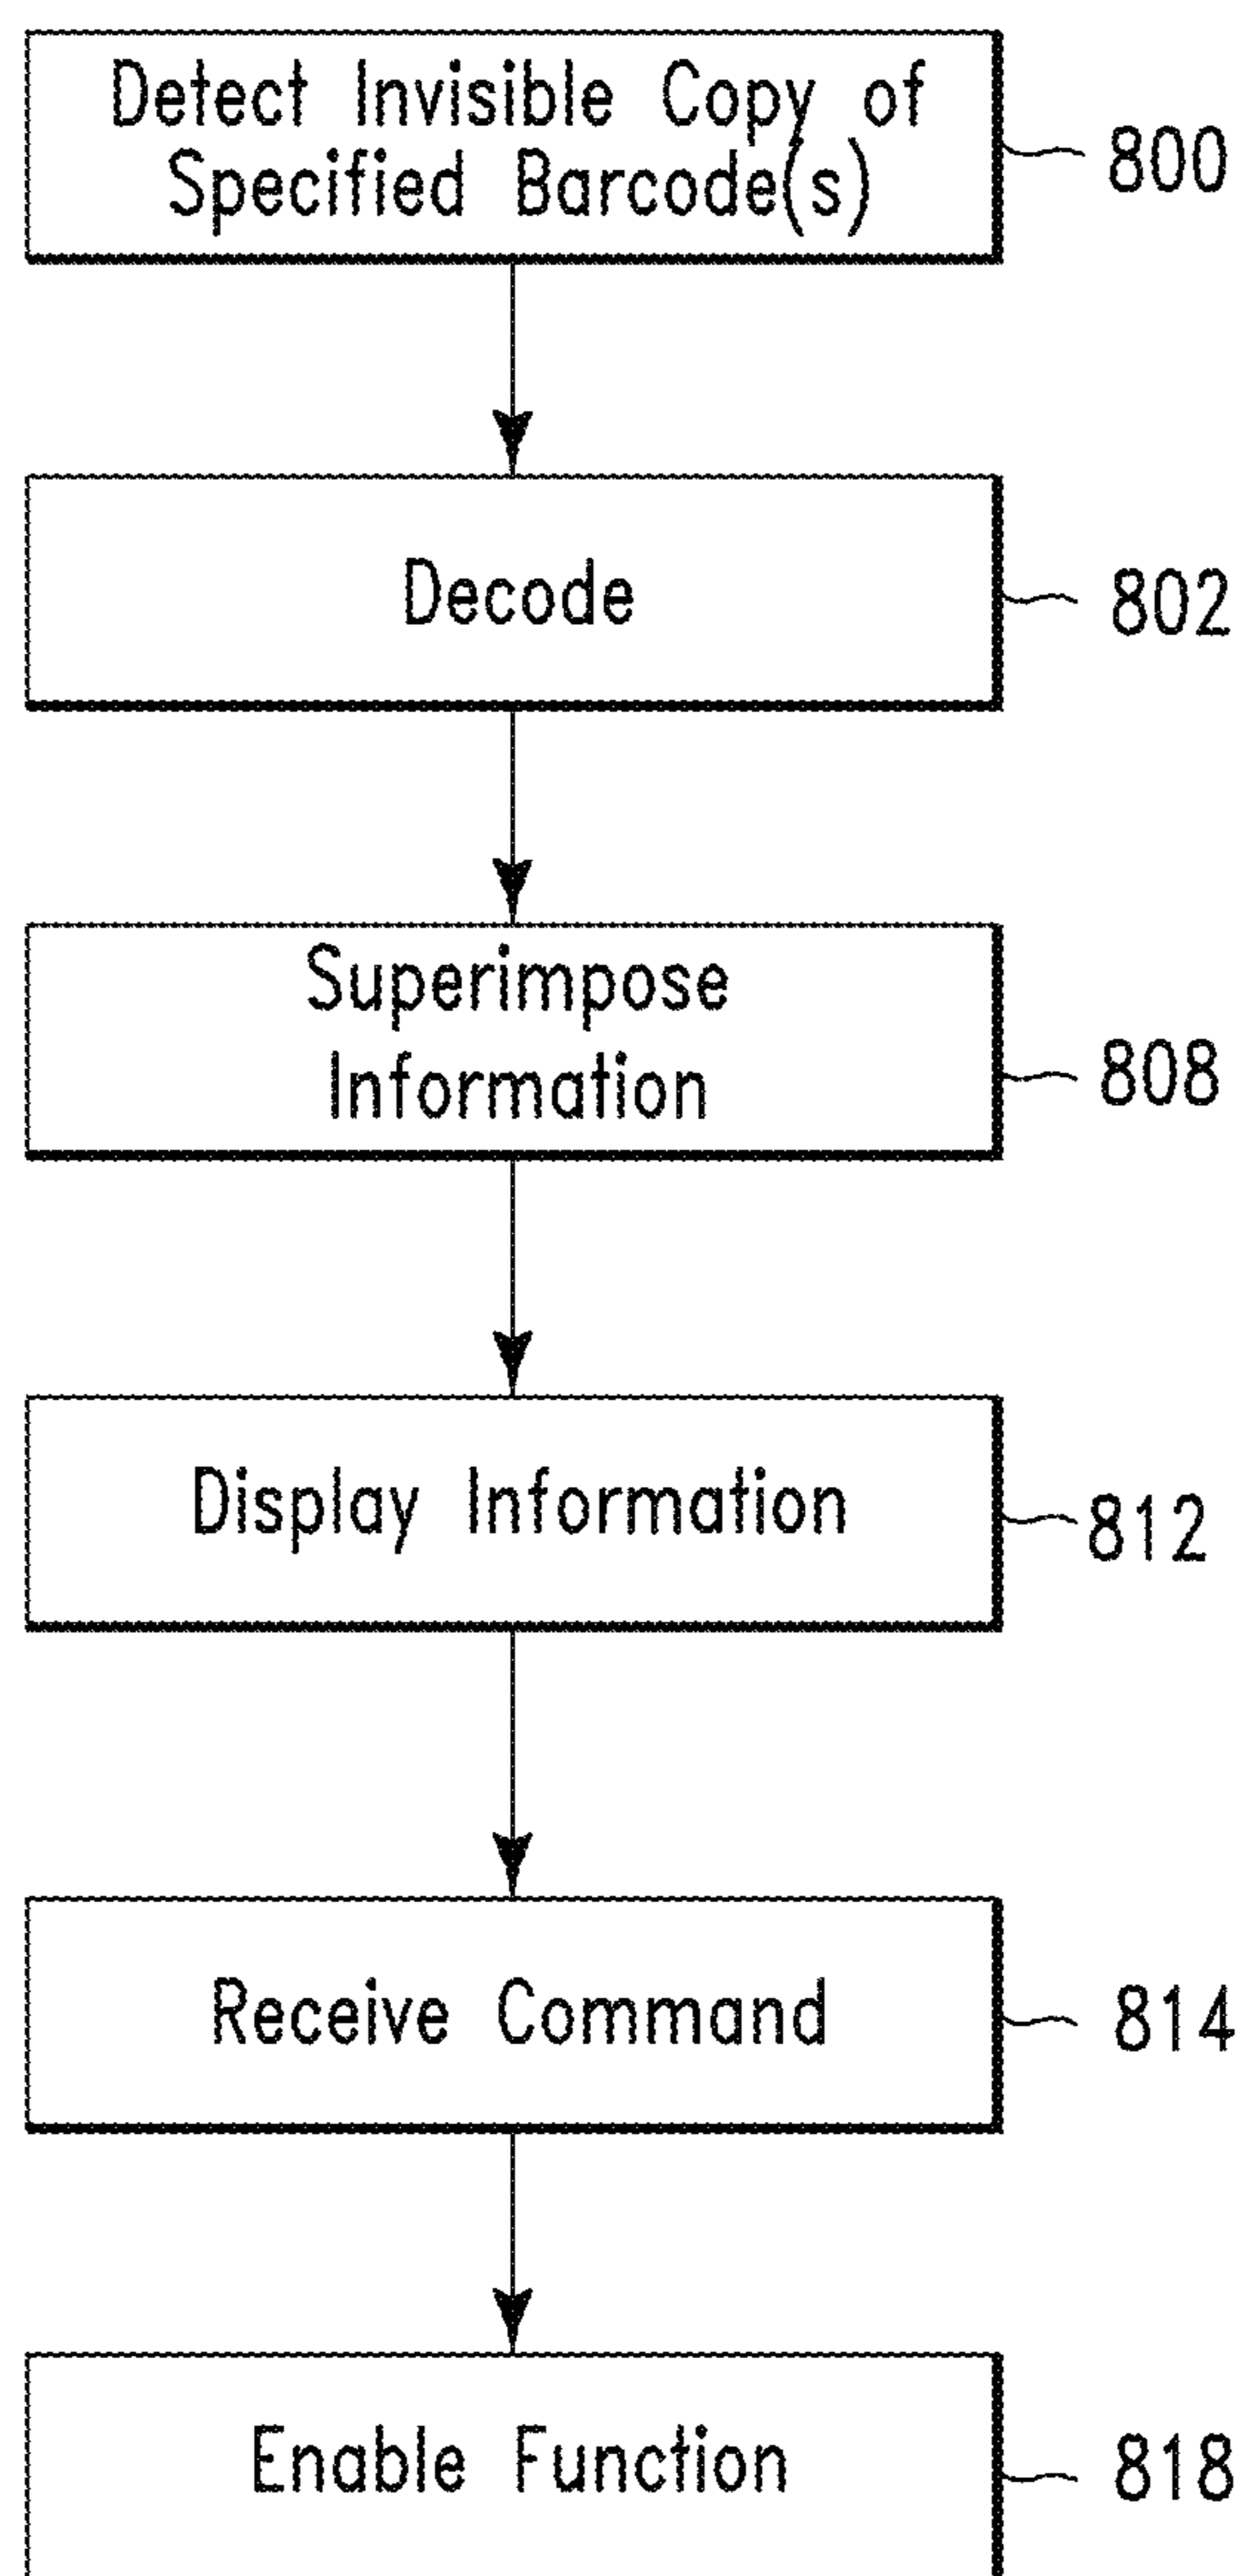 Detect Invisible Copy of
Specified Barcode(s)
800
Decode
802
Superimpose
Information
808
Display Information
812
Receive Command
814
Enable Function
818